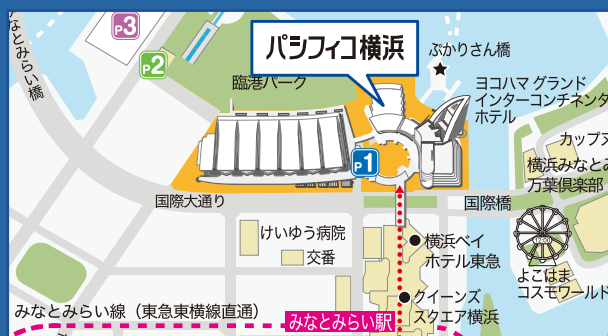 みなとみらい橋
P3
P2
パシフィコ横浜
ぷかりさん橋
臨港パーク
ヨコハマ グランド
インターコンチネンタ
ホテル
P1
カップヌ
横浜みなとみ
万葉倶楽部
国際大通り
国際橋
けいゆう病院
交番
横浜ベイ
ホテル東急
12:00
よこはま
コスモワールド
クイーンズ
スクエア横浜
みなとみらい線（東急東横線直通）
みなとみらい駅